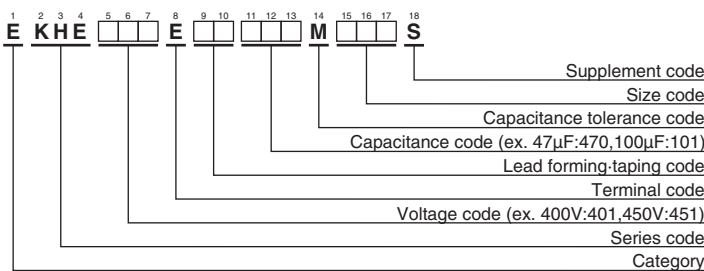 1 2 3 4 5 6 7 8 9 10 11 12 13 14 15 16 17 18
E KHE □□□ E □□ □□□ M □□□ S
Supplement code
Size code
Capacitance tolerance code
Capacitance code (ex. 47μF:470,100μF:101)
Lead forming·taping code
Terminal code
Voltage code (ex. 400V:401,450V:451)
Series code
Category